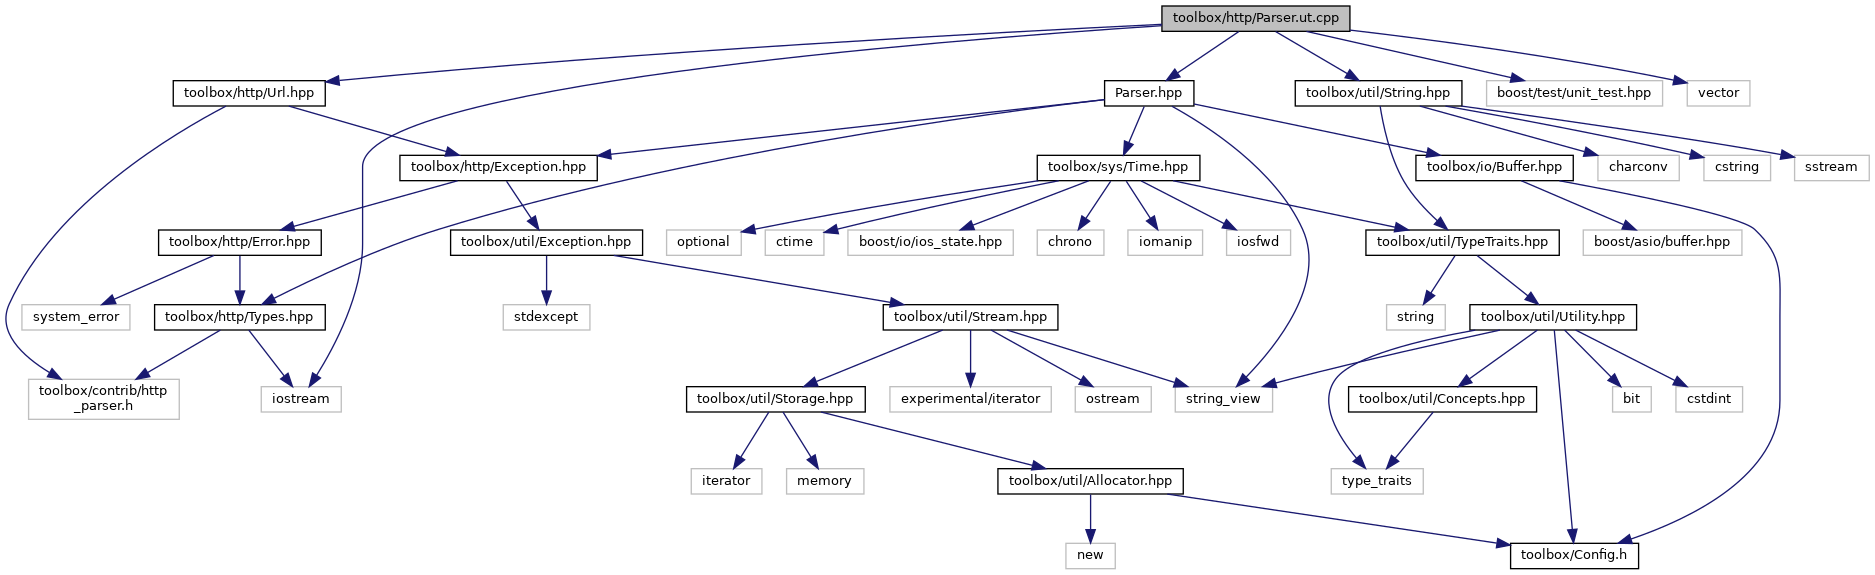 toolbox/http/Parser.ut.cpp
toolbox/http/Url.hpp
Parser.hpp
toolbox/util/String.hpp
boost/test/unit_test.hpp
vector
toolbox/http/Exception.hpp
toolbox/sys/Time.hpp
toolbox/io/Buffer.hpp
charconv
cstring
sstream
toolbox/http/Error.hpp
toolbox/util/Exception.hpp
optional
ctime
boost/io/ios_state.hpp
chrono
iomanip
iosfwd
toolbox/util/TypeTraits.hpp
boost/asio/buffer.hpp
system_error
toolbox/http/Types.hpp
stdexcept
toolbox/util/Stream.hpp
string
toolbox/util/Utility.hpp
toolbox/contrib/http
_parser.h
iostream
toolbox/util/Storage.hpp
experimental/iterator
ostream
string_view
toolbox/util/Concepts.hpp
bit
cstdint
iterator
memory
toolbox/util/Allocator.hpp
type_traits
new
toolbox/Config.h